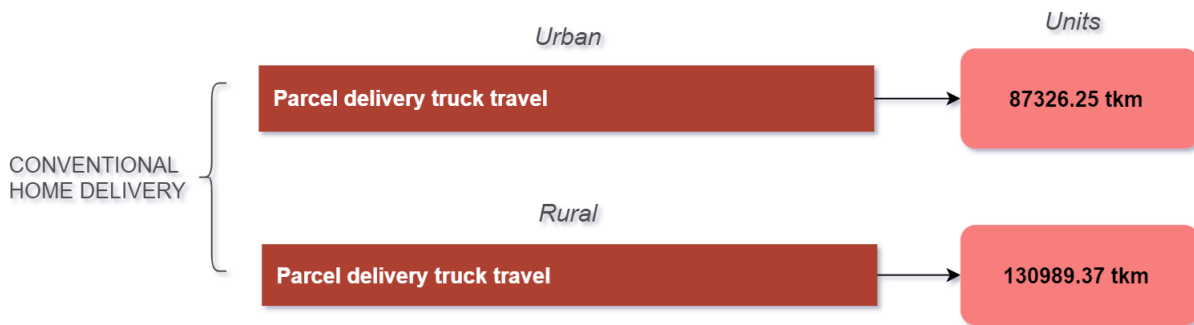 Urban
Units
Parcel delivery truck travel
87326.25 tkm
CONVENTIONAL
HOME DELIVERY
Rural
Parcel delivery truck travel
130989.37 tkm